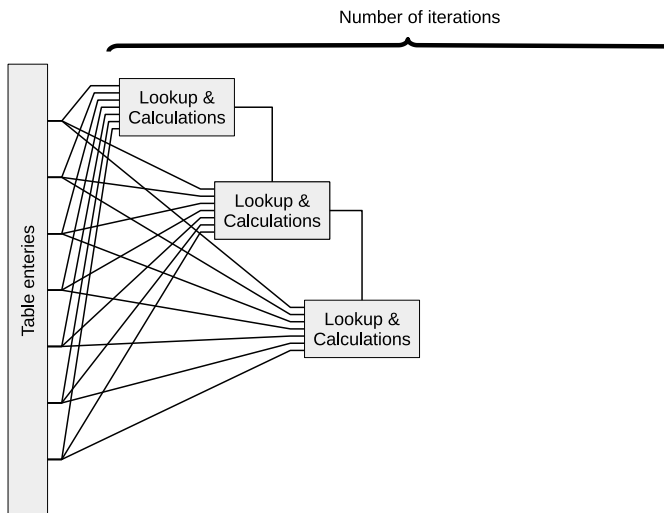 Number of iterations
Lookup &
Calculations
Lookup &
Calculations
Lookup &
Calculations
Table enteries